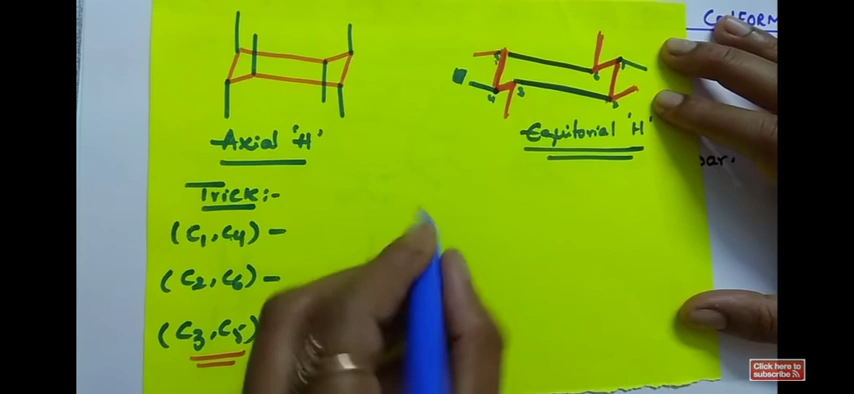 CONFORM
Axial 'H'
Equitorial 'H'
Trick:-
(C1, C4) -
(C2, C6) -
(C3, C5)
Click here to
subscribe